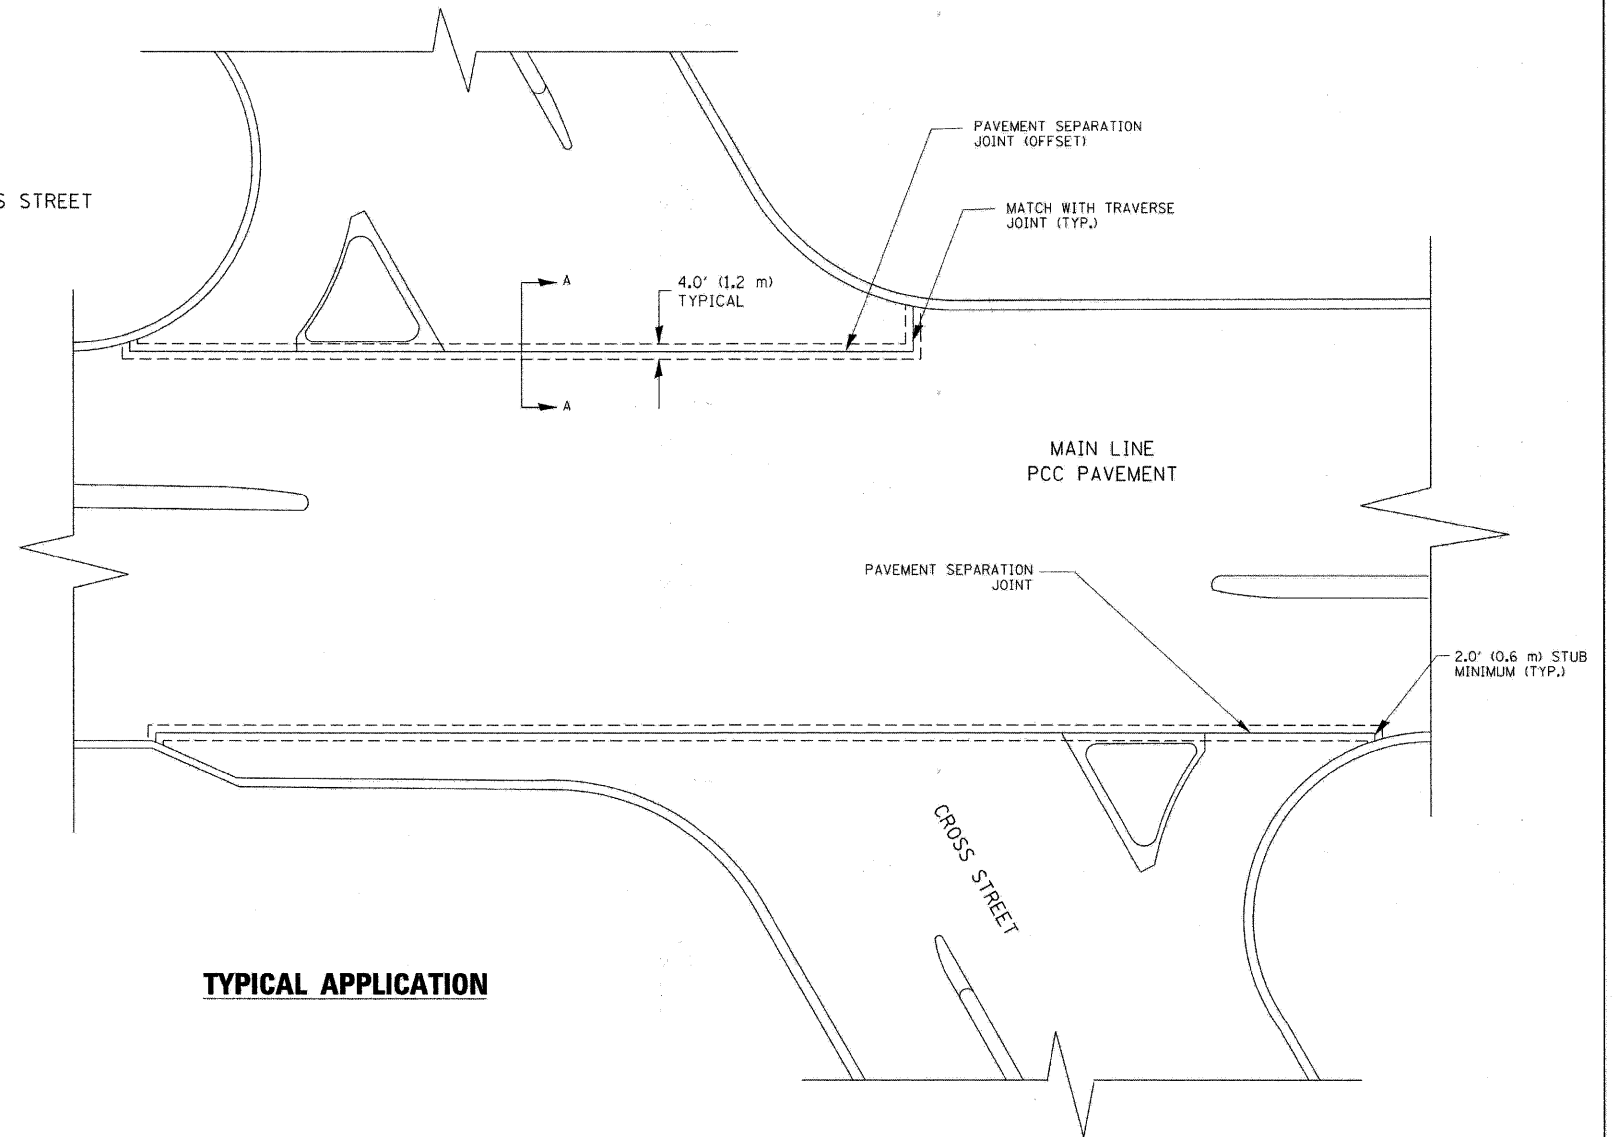 PAVEMENT SEPARATION
JOINT (OFFSET)
S STREET
MATCH WITH TRAVERSE
JOINT (TYP.)
A
4.0' (1.2 m)
TYPICAL
A
MAIN LINE
PCC PAVEMENT
PAVEMENT SEPARATION
JOINT
2.0' (0.6 m) STUB
MINIMUM (TYP.)
CROSS STREET
TYPICAL APPLICATION